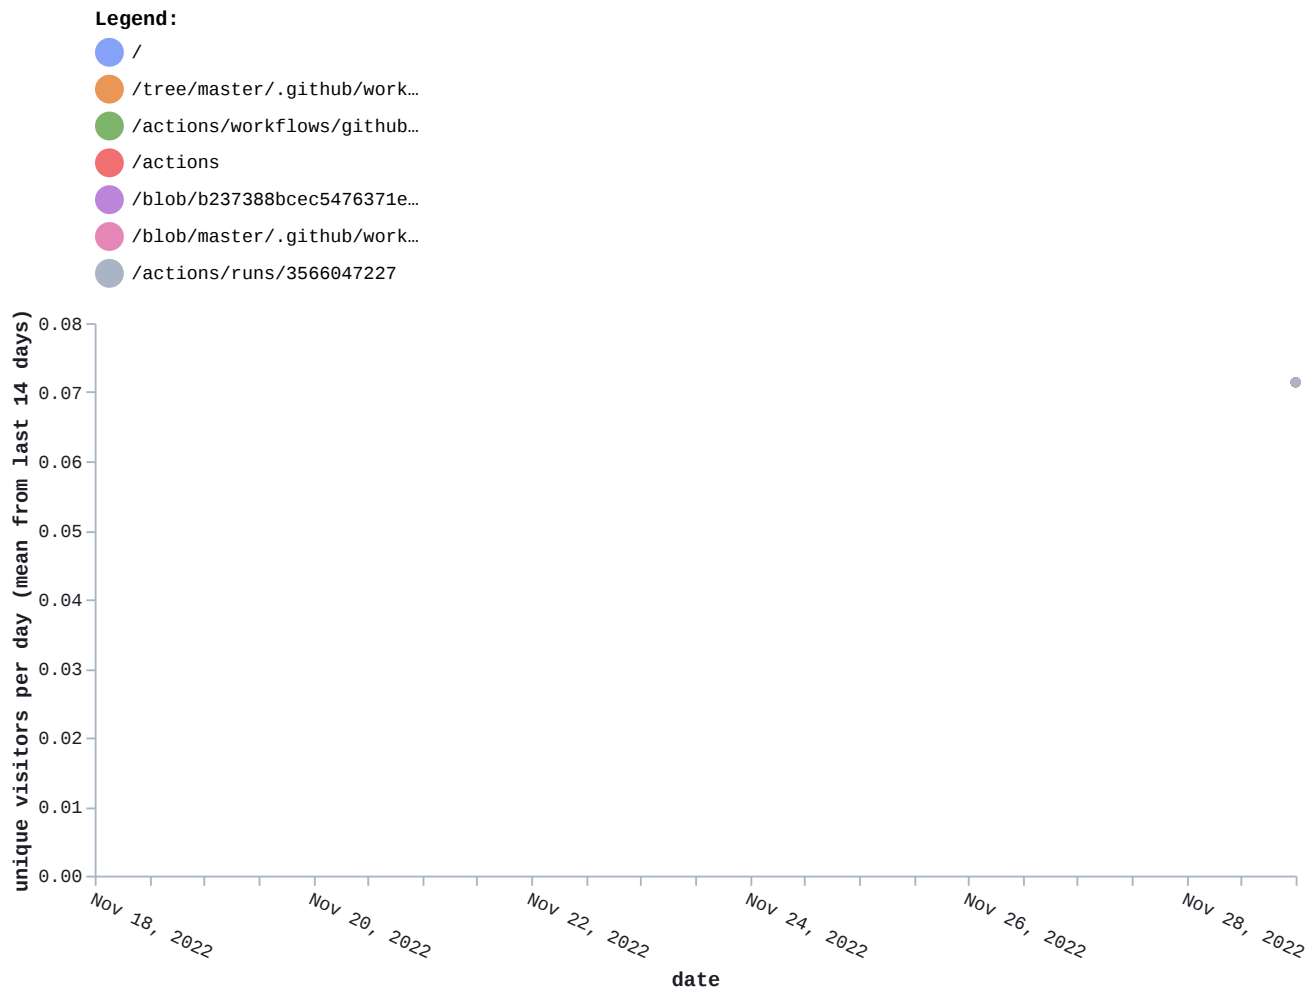 Legend:
/
/tree/master/.github/work…
/actions/workflows/github…
/actions
/blob/b237388bcec5476371e…
/blob/master/.github/work…
/actions/runs/3566047227
unique visitors per day (mean from last 14 days)
0.08
0.07
0.06
0.05
0.04
0.03
0.02
0.01
0.00
Nov 18, 2022
Nov 20, 2022
Nov 22, 2022
Nov 24, 2022
Nov 26, 2022
Nov 28, 2022
date